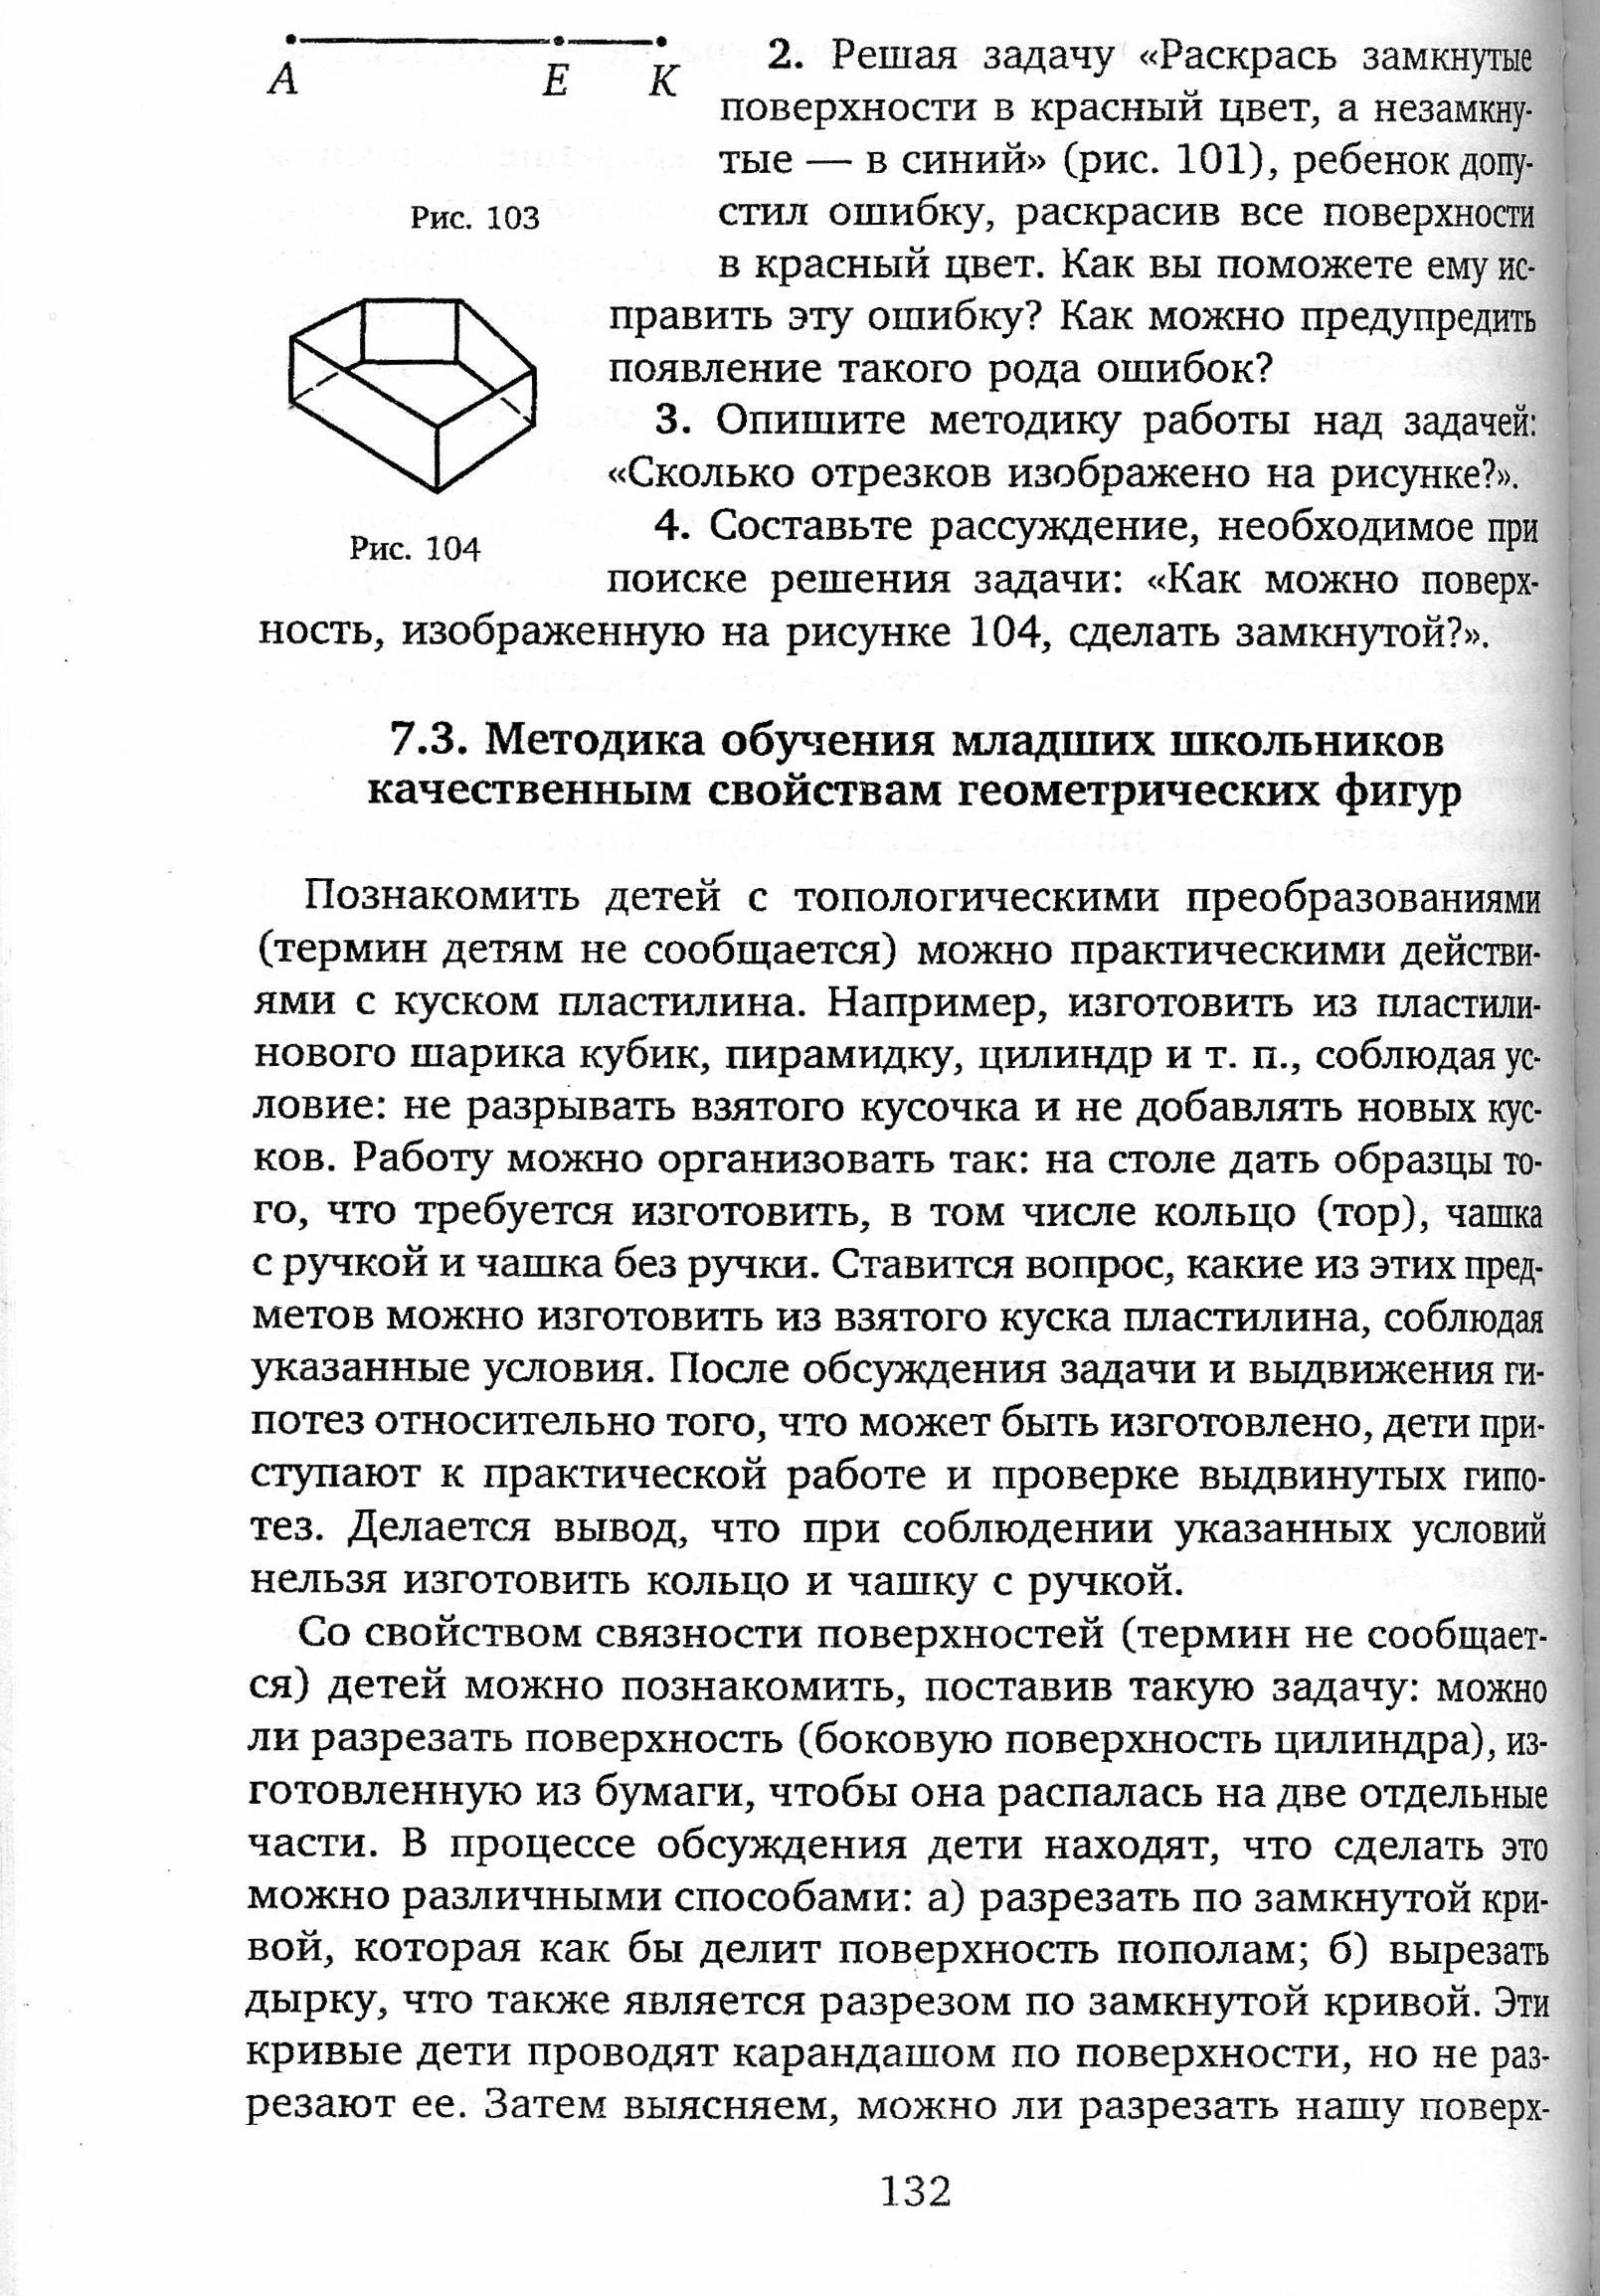 A E K
Рис. 103
Рис. 104
2. Решая задачу «Раскрась замкнутые
поверхности в красный цвет, а незамкну-
тые — в синий» (рис. 101), ребенок допу-
стил ошибку, раскрасив все поверхности
в красный цвет. Как вы поможете ему ис-
править эту ошибку? Как можно предупредить
появление такого рода ошибок?
3. Опишите методику работы над задачей:
«Сколько отрезков изображено на рисунке?».
4. Составьте рассуждение, необходимое при
поиске решения задачи: «Как можно поверх-
ность, изображенную на рисунке 104, сделать замкнутой?».
7.3. Методика обучения младших школьников
качественным свойствам геометрических фигур
Познакомить детей с топологическими преобразованиями
(термин детям не сообщается) можно практическими действи-
ями с куском пластилина. Например, изготовить из пластили-
нового шарика кубик, пирамидку, цилиндр и т. п., соблюдая ус-
ловие: не разрывать взятого кусочка и не добавлять новых кус-
ков. Работу можно организовать так: на столе дать образцы то-
го, что требуется изготовить, в том числе кольцо (тор), чашка
с ручкой и чашка без ручки. Ставится вопрос, какие из этих пред-
метов можно изготовить из взятого куска пластилина, соблюдая
указанные условия. После обсуждения задачи и выдвижения ги-
потез относительно того, что может быть изготовлено, дети при-
ступают к практической работе и проверке выдвинутых гипо-
тез. Делается вывод, что при соблюдении указанных условий
нельзя изготовить кольцо и чашку с ручкой.
Со свойством связности поверхностей (термин не сообщает-
ся) детей можно познакомить, поставив такую задачу: можно
ли разрезать поверхность (боковую поверхность цилиндра), из-
готовленную из бумаги, чтобы она распалась на две отдельные
части. В процессе обсуждения дети находят, что сделать это
можно различными способами: а) разрезать по замкнутой кри-
вой, которая как бы делит поверхность пополам; б) вырезать
дырку, что также является разрезом по замкнутой кривой. Эти
кривые дети проводят карандашом по поверхности, но не раз-
резают ее. Затем выясняем, можно ли разрезать нашу поверх-
132